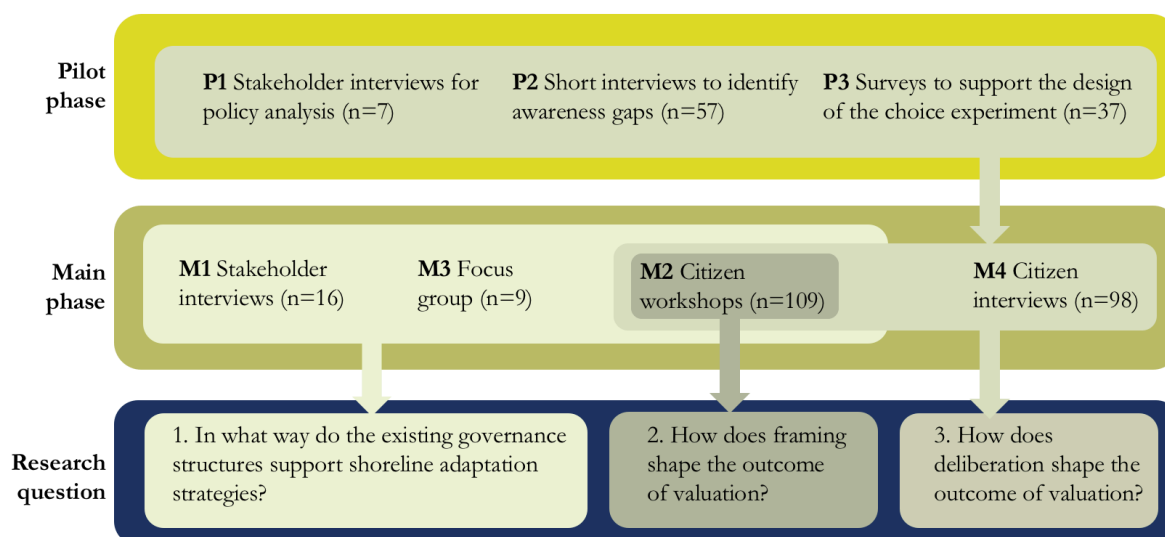 Pilot
phase
P1 Stakeholder interviews for
policy analysis (n=7)
P2 Short interviews to identify
awareness gaps (n=57)
P3 Surveys to support the design
of the choice experiment (n=37)
Main
phase
M1 Stakeholder
interviews (n=16)
M3 Focus
group (n=9)
M2 Citizen
workshops (n=109)
M4 Citizen
interviews (n=98)
Research
question
1. In what way do the existing governance
structures support shoreline adaptation
strategies?
2. How does framing
shape the outcome
of valuation?
3. How does
deliberation shape the
outcome of valuation?